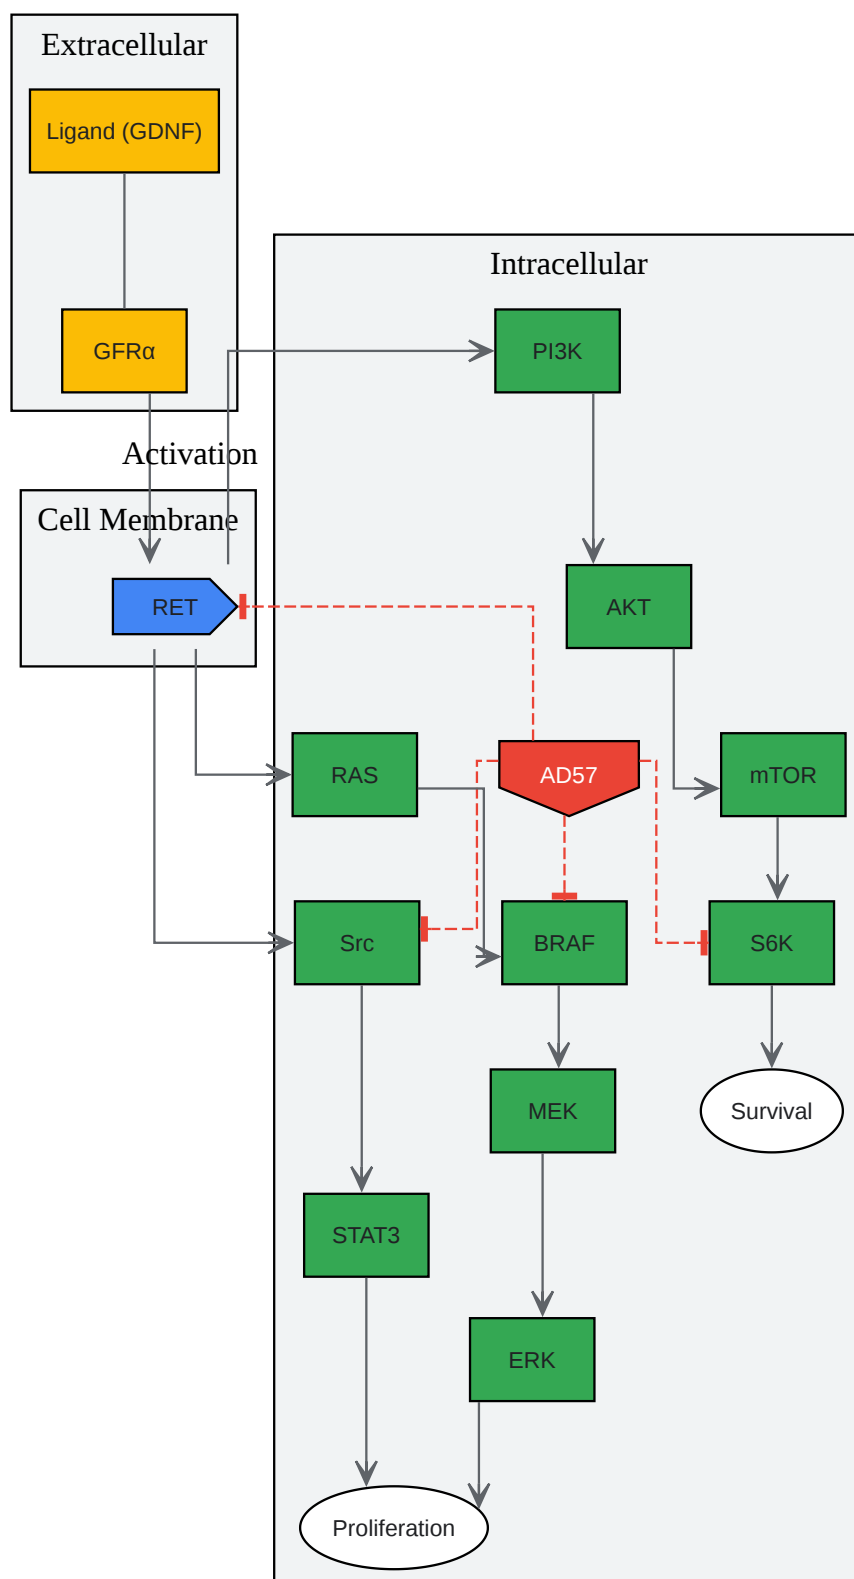 Extracellular
Ligand (GDNF)
Intracellular
GFRα
PI3K
Activation
Cell Membrane
RET
AKT
RAS
AD57
mTOR
Src
BRAF
S6K
MEK
Survival
STAT3
ERK
Proliferation